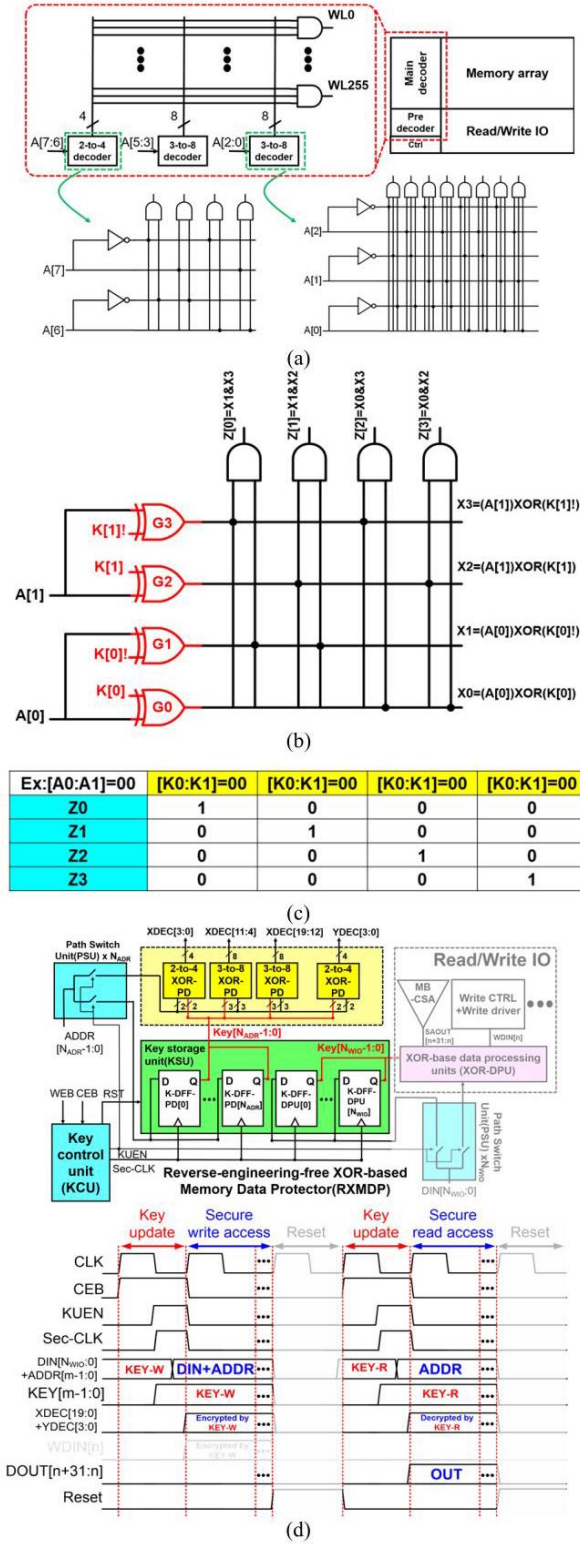 WL0
WL255
4
8
8
A[7:6]
2-to-4
decoder
A[5:3]
3-to-8
decoder
A[2:0]
3-to-8
decoder
Main
decoder
Memory array
Pre
decoder
Read/Write IO
Ctrl
A[7]
A[6]
A[2]
A[1]
A[0]
(a)
Z[0]=X1&X3
Z[1]=X1&X2
Z[2]=X0&X3
Z[3]=X0&X2
K[1]!
G3
X3=(A[1])XOR(K[1]!)
K[1]
G2
X2=(A[1])XOR(K[1])
A[1]
K[0]!
G1
X1=(A[0])XOR(K[0]!)
K[0]
G0
X0=(A[0])XOR(K[0])
A[0]
(b)
Ex:[A0:A1]=00 [K0:K1]=00 [K0:K1]=00 [K0:K1]=00 [K0:K1]=00
Z0 1 0 0 0
Z1 0 1 0 0
Z2 0 0 1 0
Z3 0 0 0 1
(c)
XDEC[3:0] XDEC[11:4] XDEC[19:12] YDEC[3:0]
Path Switch
Unit(PSU) x NADR
4 8 8 4
2-to-4
XOR-
PD
3-to-8
XOR-
PD
3-to-8
XOR-
PD
2-to-4
XOR-
PD
2 2 3 3 3 3 2 2
ADDR
[NADR-1:0]
Key[NADR-1:0]
Key storage
unit(KSU)
Key[NWIO-1:0]
D Q
K-DFF-
PD[0]
D Q
K-DFF-
PD[NADR]
D Q
K-DFF-
DPU[0]
D Q
K-DFF-
DPU
[NWIO]
Read/Write IO
MB
-CSA
Write CTRL
+Write driver
SAOUT
[n+31:n]
WDIN[n]
XOR-base data processing
units (XOR-DPU)
Path Switch
Unit(PSU) x NWIO
DIN[NWIO:0]
WEB CEB RST
Key
control
unit
(KCU)
KUEN
Sec-CLK
Reverse-engineering-free XOR-based
Memory Data Protector(RXMDP)
Key
update
Secure
write access
Reset
Key
update
Secure
read access
Reset
CLK
CEB
KUEN
Sec-CLK
DIN[NWIO:0]
+ADDR[m-1:0]
KEY-W DIN+ADDR KEY-R ADDR
KEY[m-1:0] KEY-W KEY-R
XDEC[19:0]
+YDEC[3:0]
Encrypted by
KEY-W
Decrypted by
KEY-R
WDIN[n]
Encrypted by
KEY-W
DOUT[n+31:n] OUT
Reset
(d)